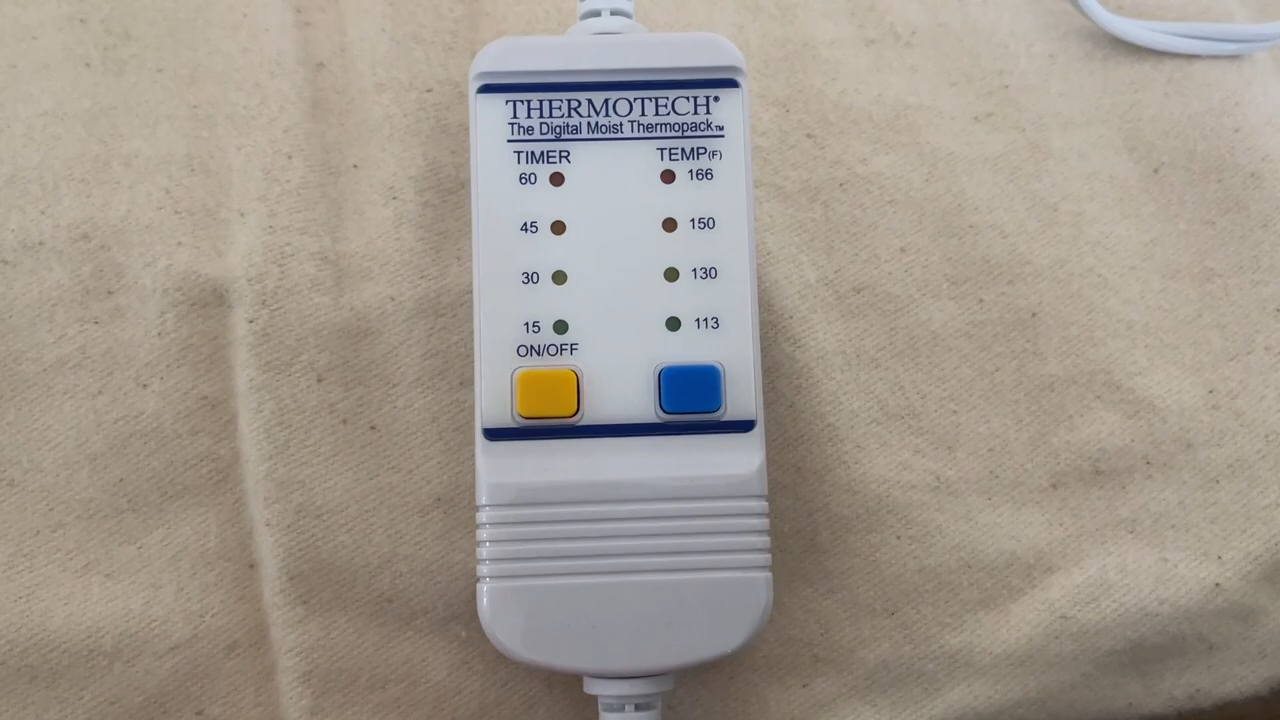 THERMOTECH®
The Digital Moist Thermopack™
TIMER TEMP(F)
60 166
45 150
30 130
15 113
ON/OFF